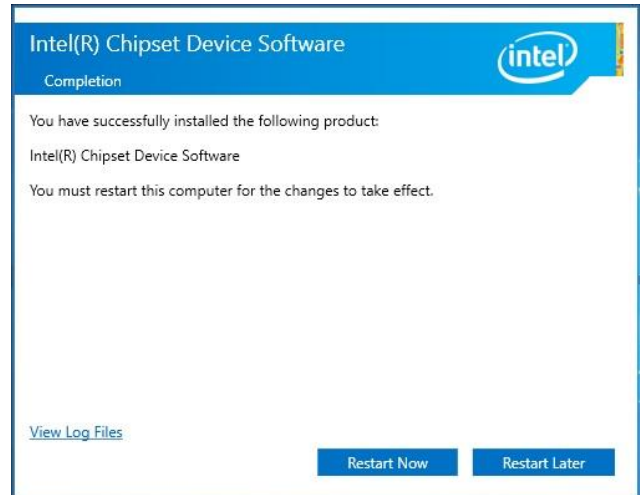 Intel(R) Chipset Device Software
intel
Completion
You have successfully installed the following product:
Intel(R) Chipset Device Software
You must restart this computer for the changes to take effect.
View Log Files
Restart Now
Restart Later